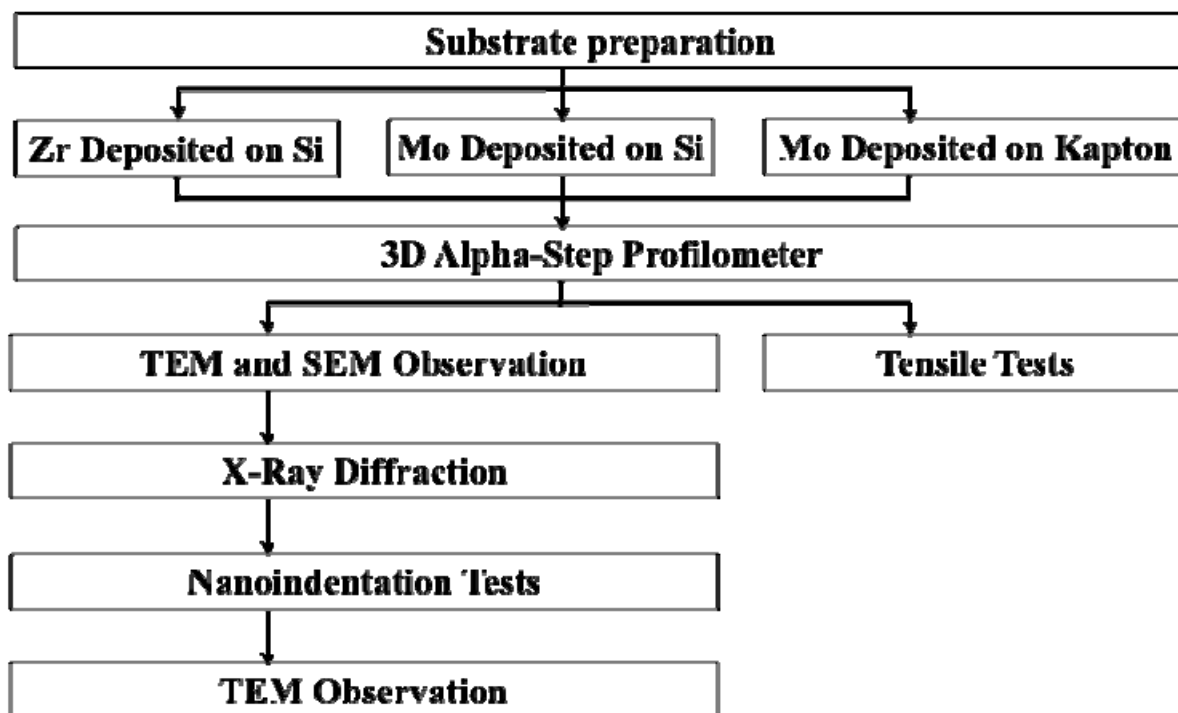 Substrate preparation
Zr Deposited on Si
Mo Deposited on Si
Mo Deposited on Kapton
3D Alpha-Step Profilometer
TEM and SEM Observation
Tensile Tests
X-Ray Diffraction
Nanoindentation Tests
TEM Observation